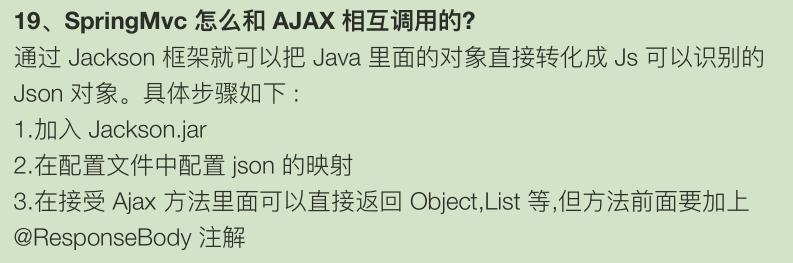 19、SpringMvc 怎么和 AJAX 相互调用的?
通过 Jackson 框架就可以把 Java 里面的对象直接转化成 Js 可以识别的
Json 对象。具体步骤如下 :
1.加入 Jackson.jar
2.在配置文件中配置 json 的映射
3.在接受 Ajax 方法里面可以直接返回 Object,List 等,但方法前面要加上
@ResponseBody 注解